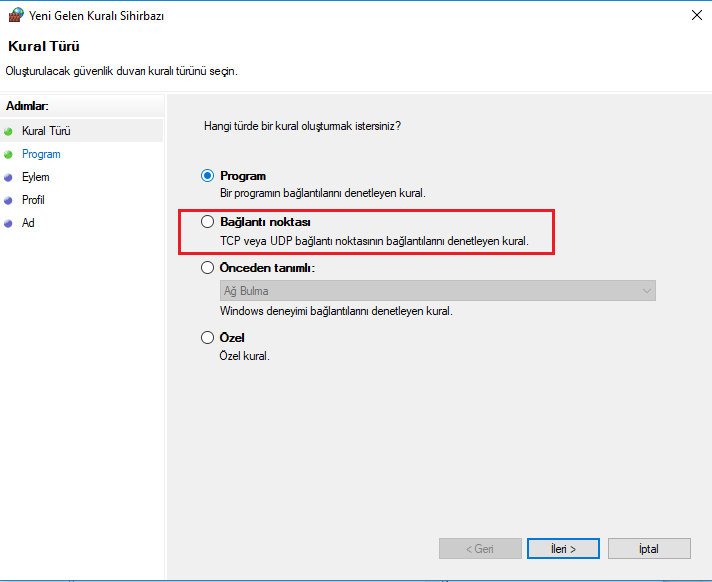 Yeni Gelen Kuralı Sihirbazı
Kural Türü
Oluşturulacak güvenlik duvarı kuralı türünü seçin.
Adımlar:
Kural Türü
Program
Eylem
Profil
Ad
Hangi türde bir kural oluşturmak istersiniz?
Program
Bir programın bağlantılarını denetleyen kural.
Bağlantı noktası
TCP veya UDP bağlantı noktasının bağlantılarını denetleyen kural.
Önceden tanımlı:
Ağ Bulma
Windows deneyimi bağlantılarını denetleyen kural.
Özel
Özel kural.
< Geri
İleri >
İptal